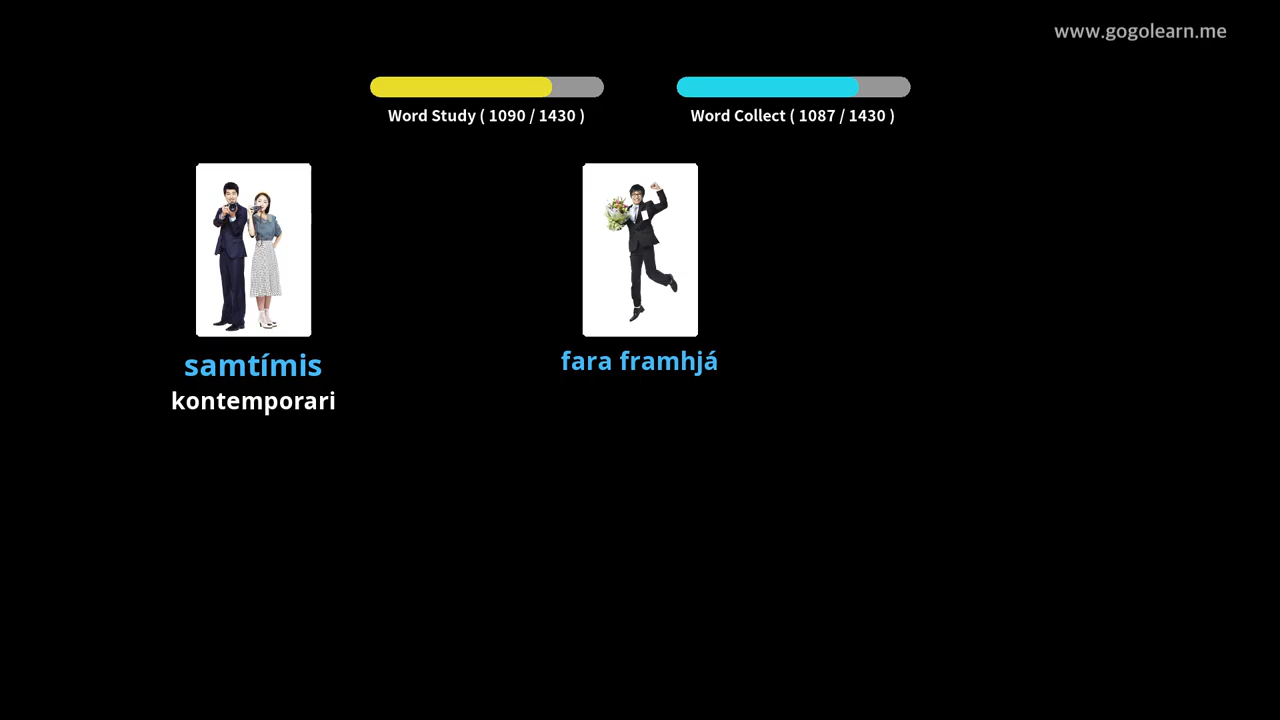 www.gogolearn.me
Word Study ( 1090 / 1430 )
Word Collect ( 1087 / 1430 )
samtímis
kontemporari
fara framhjá